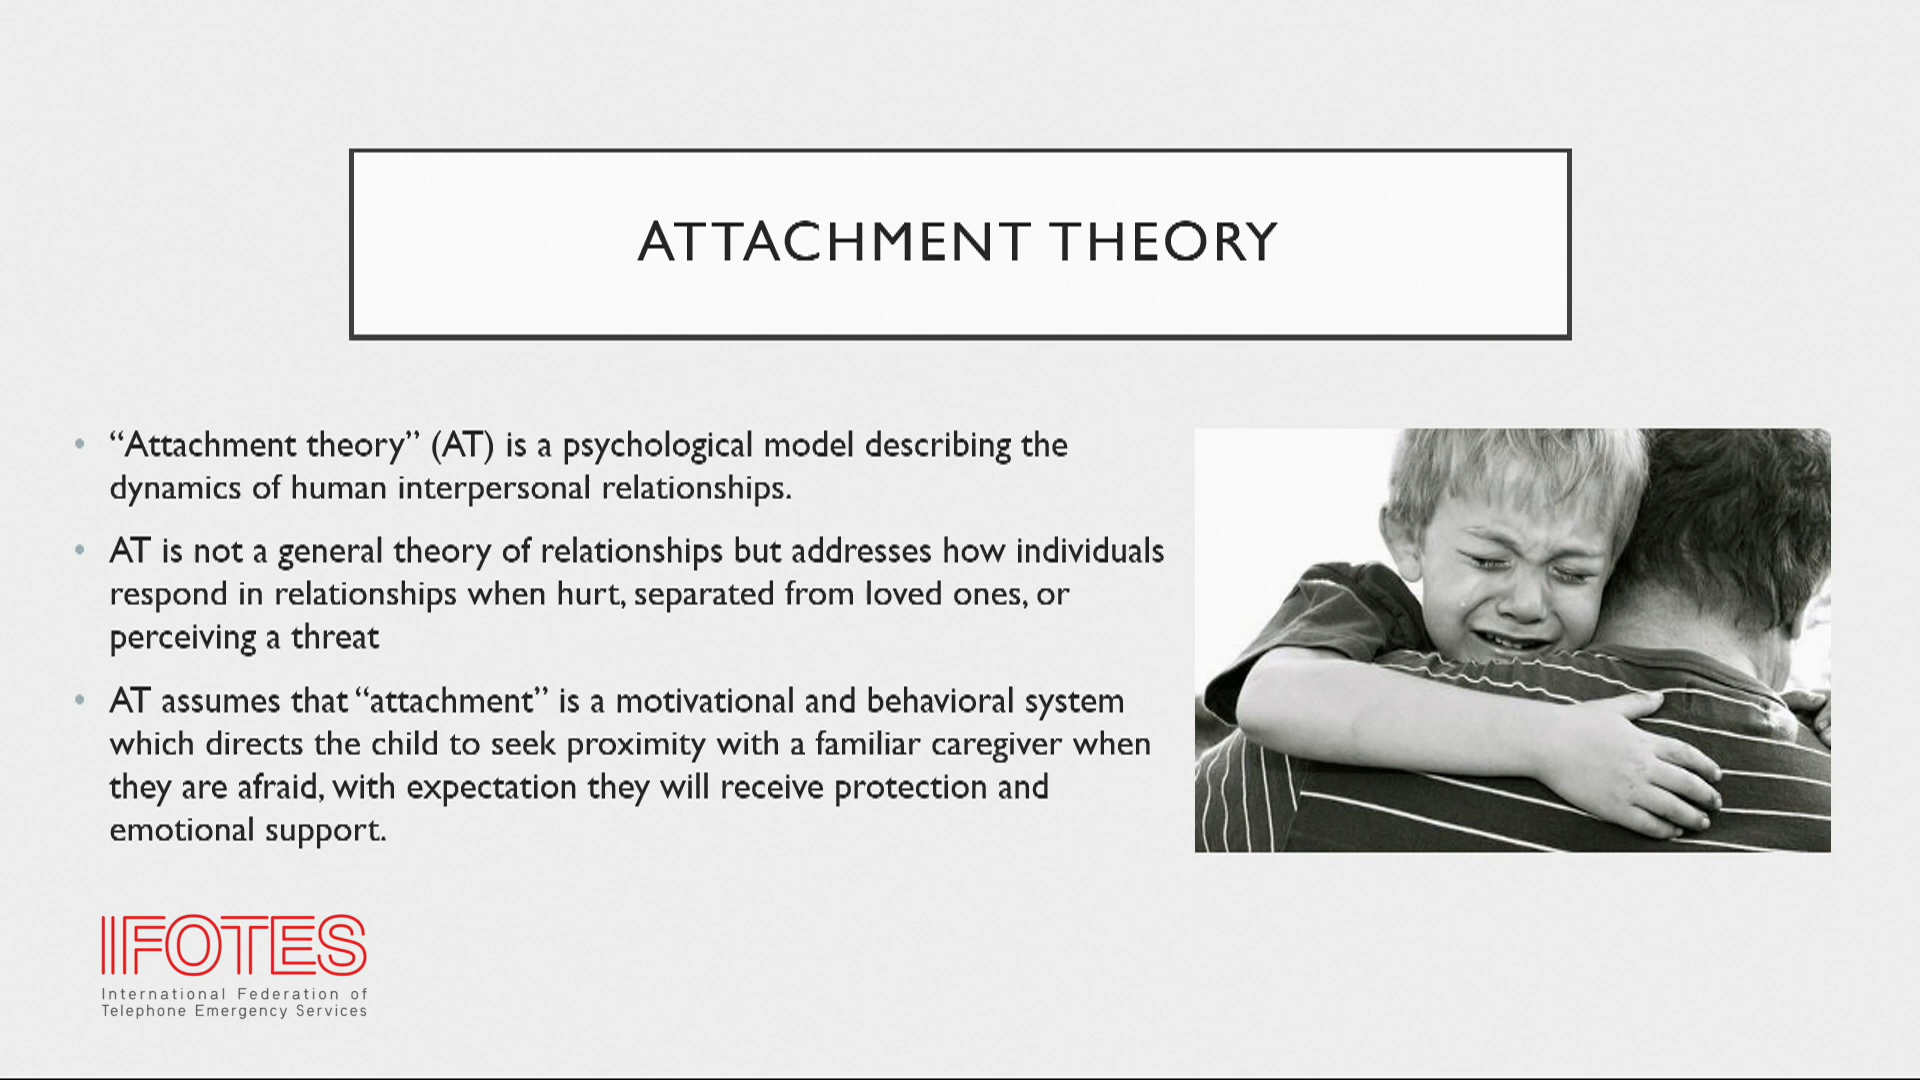 ATTACHMENT THEORY
• “Attachment theory” (AT) is a psychological model describing the
dynamics of human interpersonal relationships.
• AT is not a general theory of relationships but addresses how individuals
respond in relationships when hurt, separated from loved ones, or
perceiving a threat
• AT assumes that “attachment” is a motivational and behavioral system
which directs the child to seek proximity with a familiar caregiver when
they are afraid, with expectation they will receive protection and
emotional support.
IFOTES
International Federation of
Telephone Emergency Services